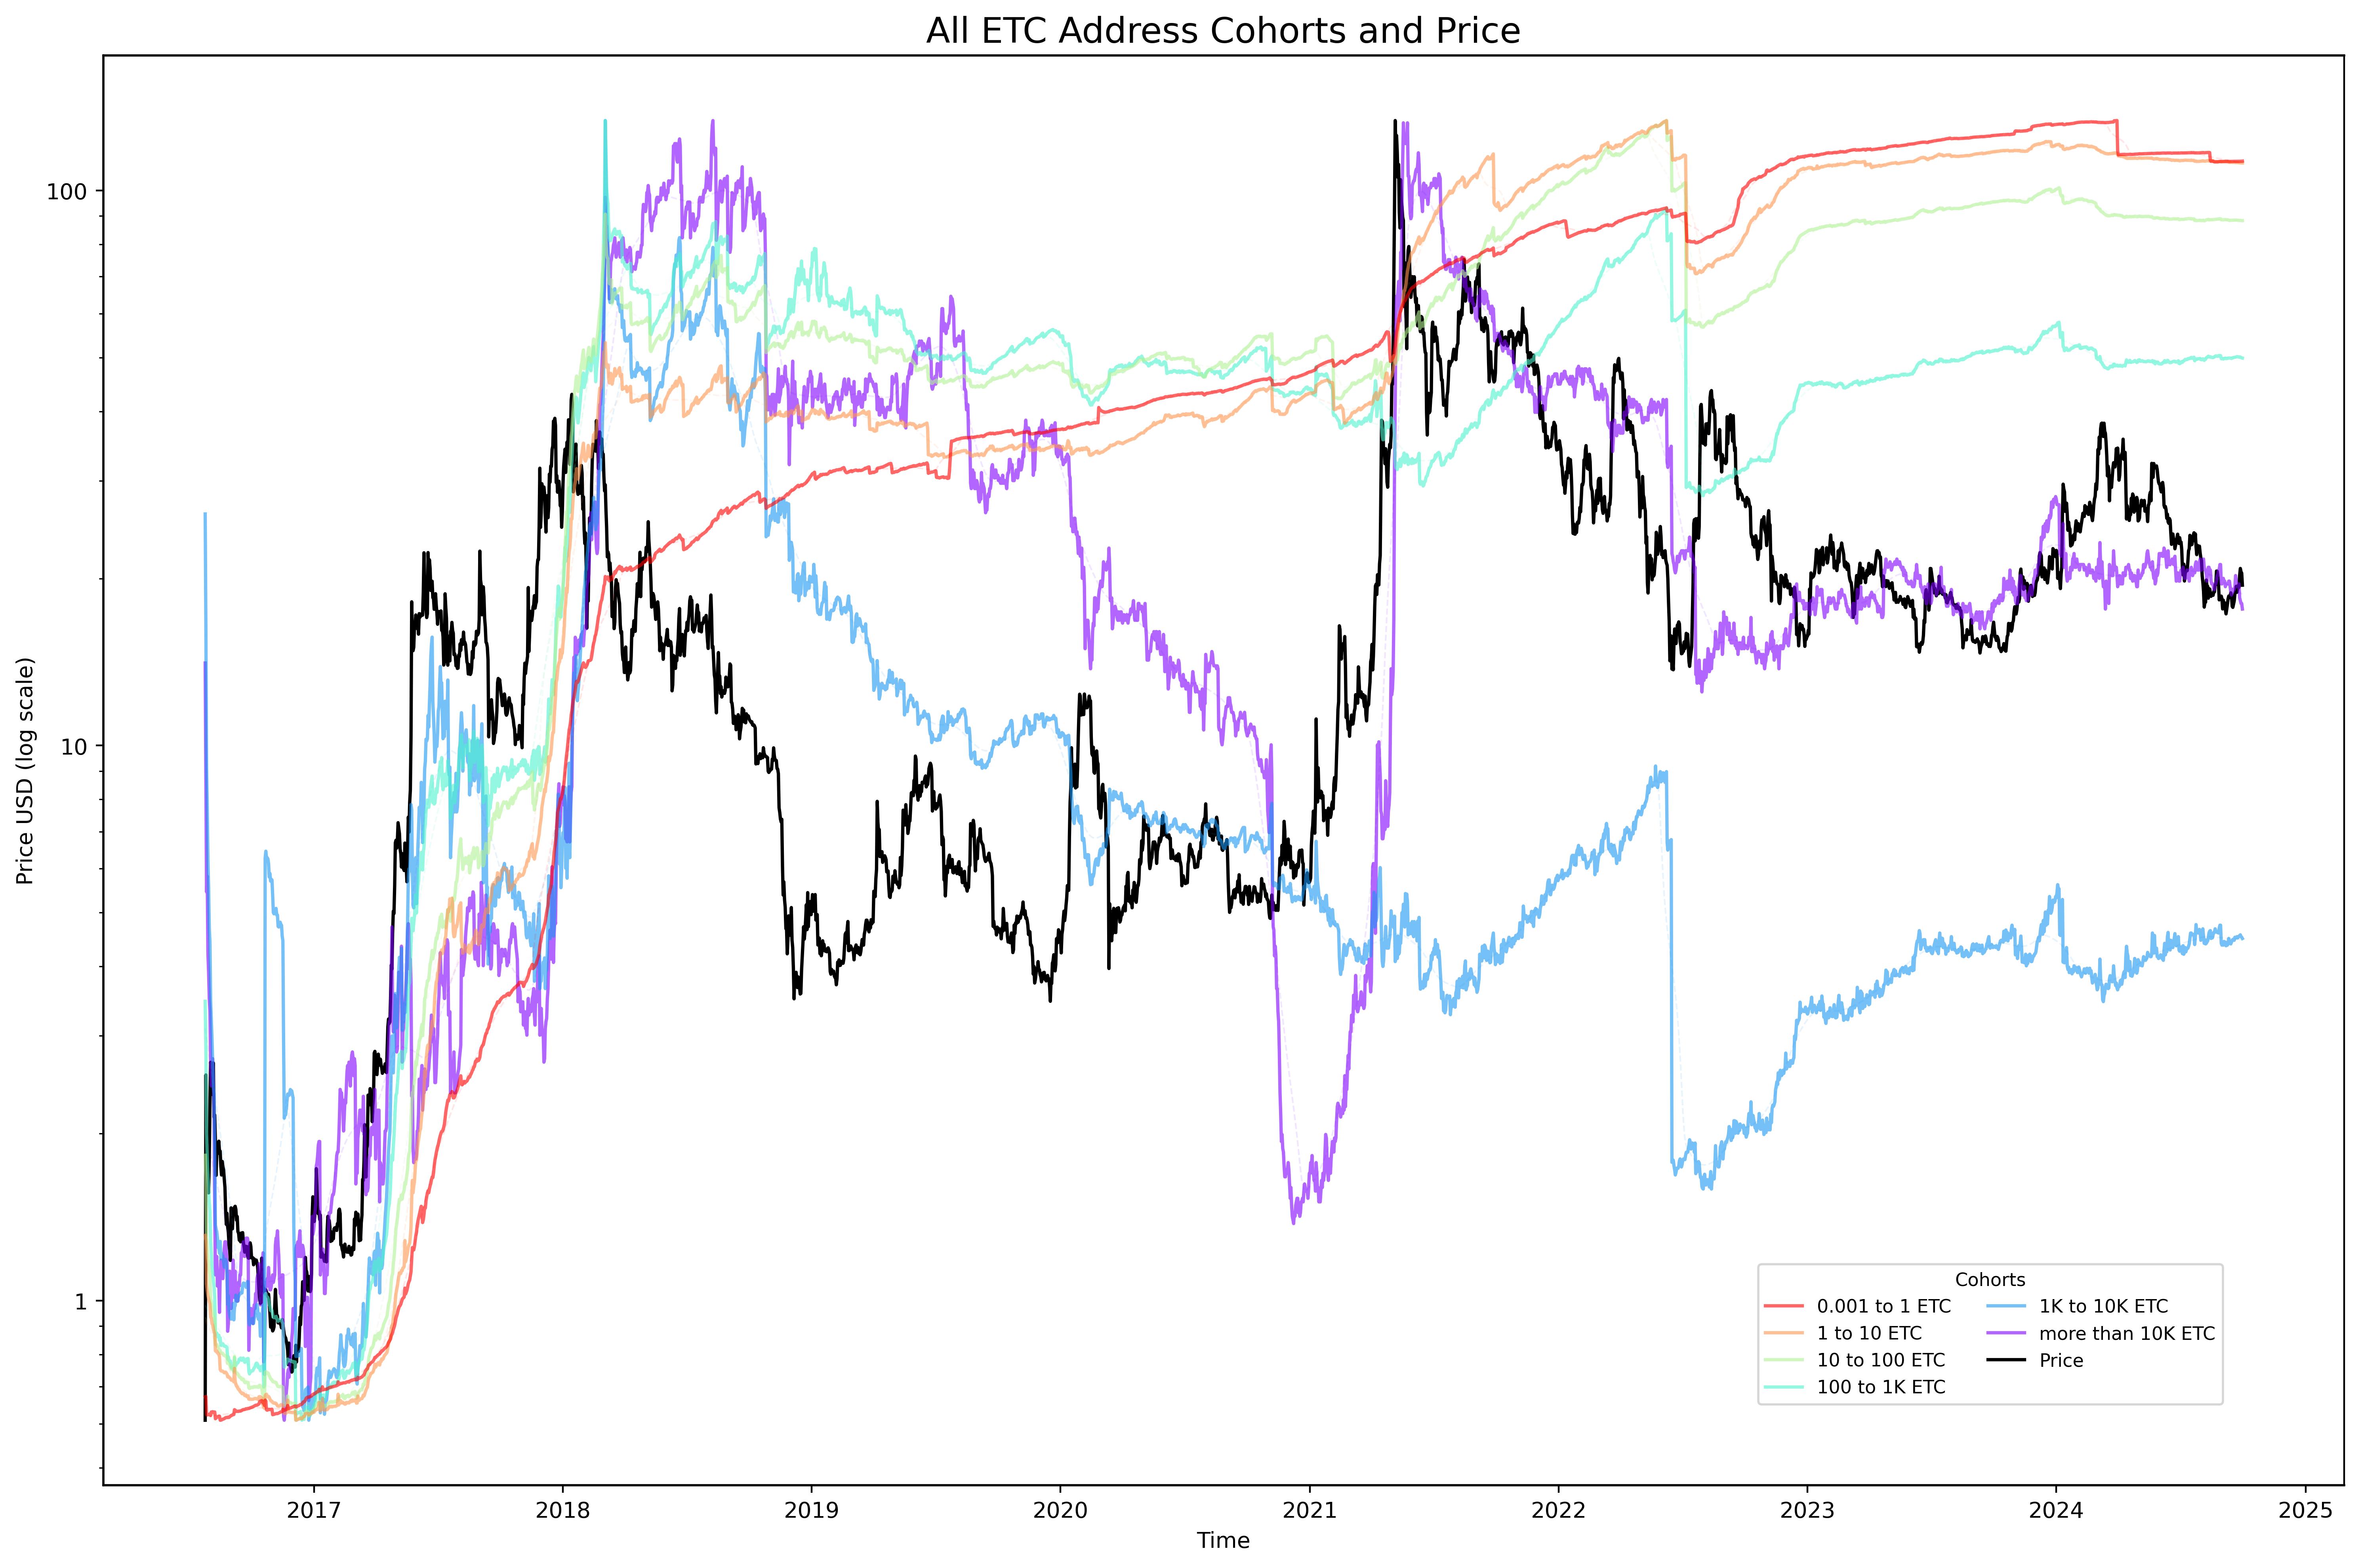 All ETC Address Cohorts and Price
Price USD (log scale)
100
10
1
2017
2018
2019
2020
2021
2022
2023
2024
2025
Time
Cohorts
0.001 to 1 ETC
1 to 10 ETC
10 to 100 ETC
100 to 1K ETC
1K to 10K ETC
more than 10K ETC
Price